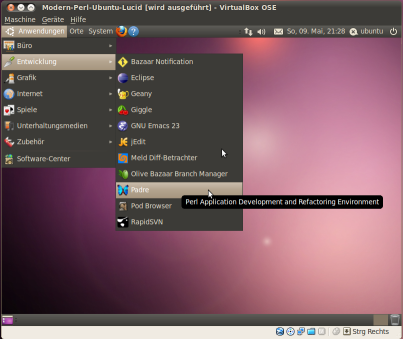 Modern-Perl-Ubuntu-Lucid [wird ausgeführt] - VirtualBox OSE
Maschine Geräte Hilfe
Anwendungen Orte System So, 09. Mai, 21:28 ubuntu
Büro
Entwicklung
Grafik
Internet
Spiele
Unterhaltungsmedien
Zubehör
Software-Center
Bazaar Notification
Eclipse
Geany
Giggle
GNU Emacs 23
jEdit
Meld Diff-Betrachter
Olive Bazaar Branch Manager
Padre
Pod Browser
RapidSVN
Perl Application Development and Refactoring Environment
Strg Rechts